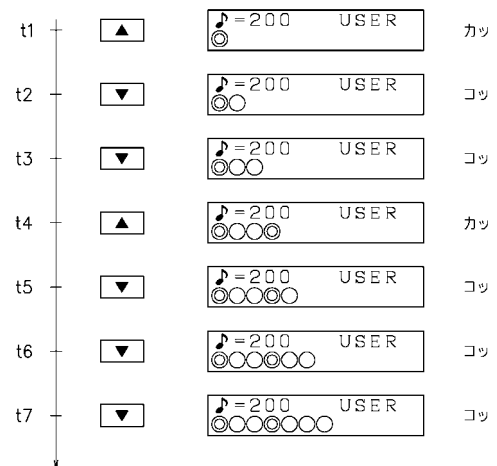 t1 ▲ ♪=200 USER カッ
◎
t2 ▼ ♪=200 USER コッ
◎○
t3 ▼ ♪=200 USER コッ
◎○○
t4 ▲ ♪=200 USER カッ
◎○○◎
t5 ▼ ♪=200 USER コッ
◎○○◎○
t6 ▼ ♪=200 USER コッ
◎○○◎○○
t7 ▼ ♪=200 USER コッ
◎○○◎○○○